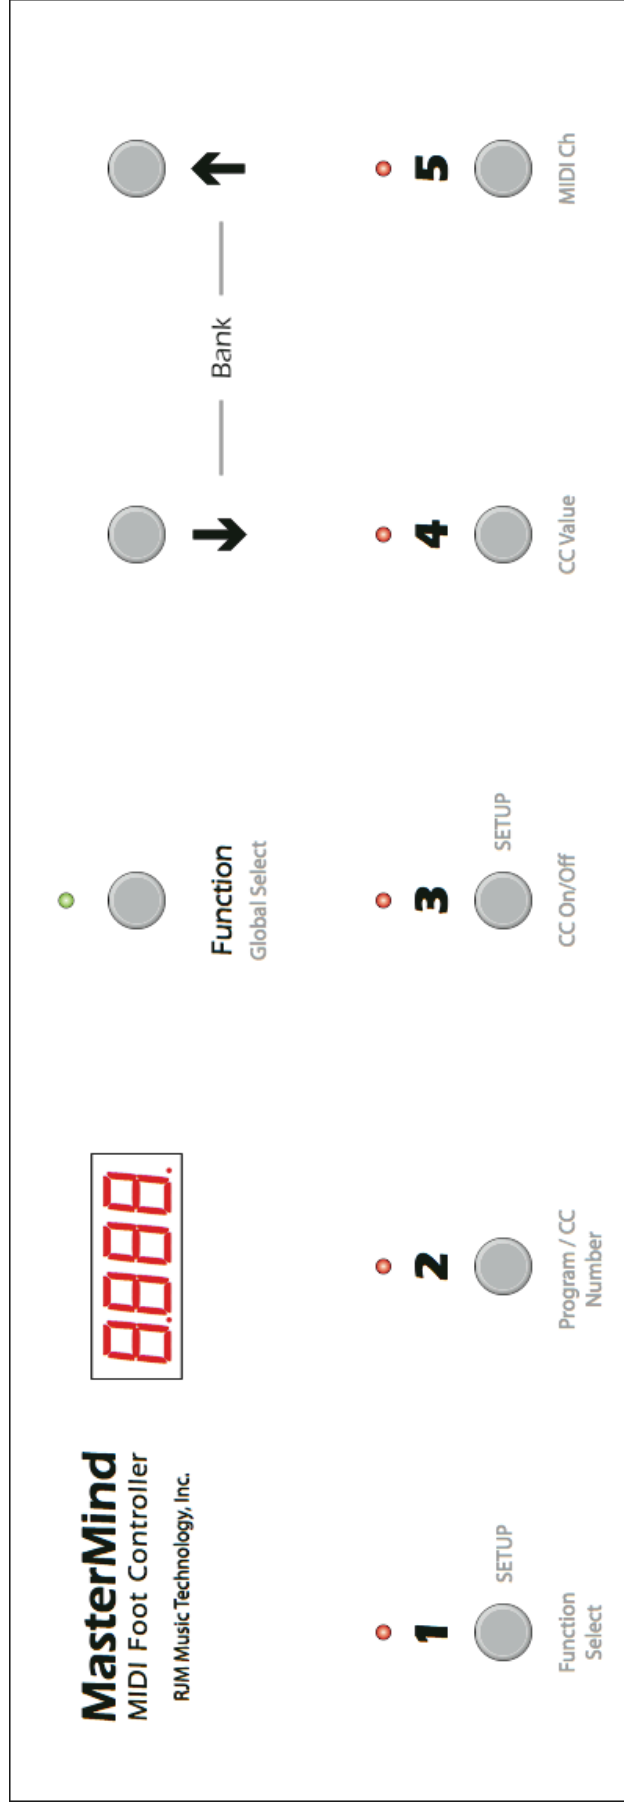 MasterMind
MIDI Foot Controller
RJM Music Technology, Inc.
8.8.8.8.
Function
Global Select
Bank
1
SETUP
Function
Select
2
Program / CC
Number
3
SETUP
CC On/Off
4
CC Value
5
MIDI Ch